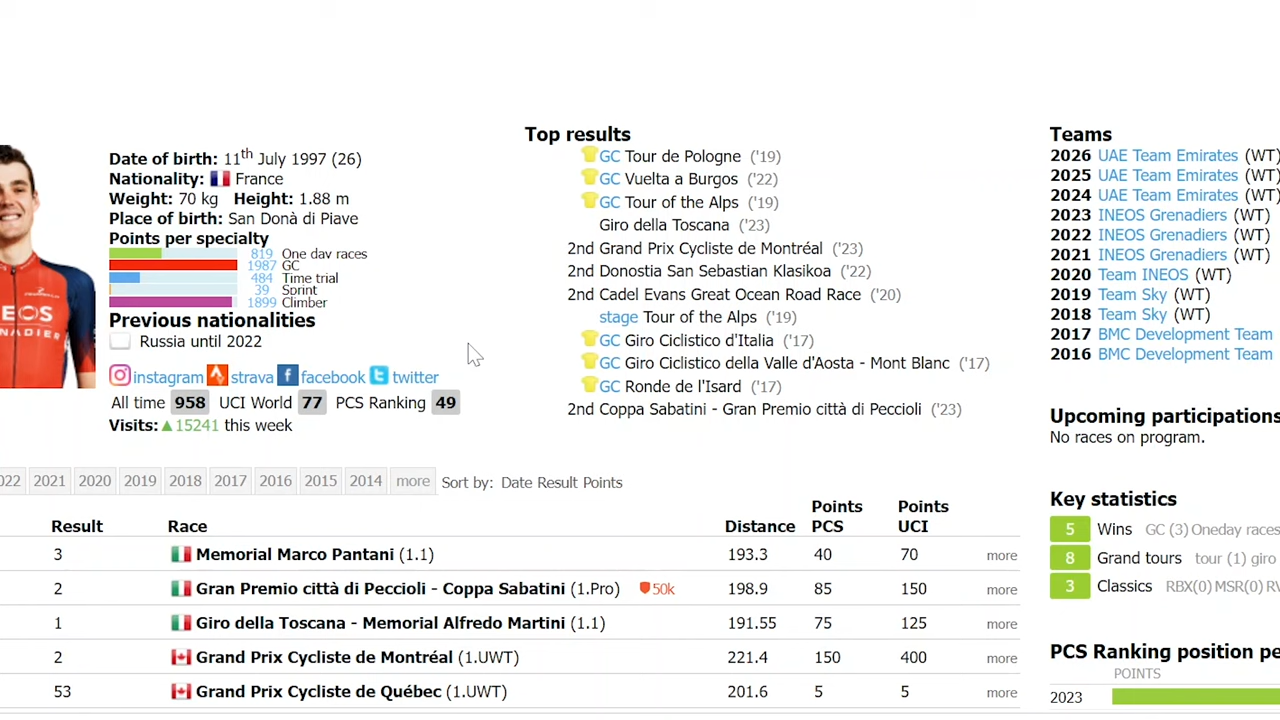 Date of birth: 11th July 1997 (26)
Nationality: France
Weight: 70 kg Height: 1.88 m
Place of birth: San Donà di Piave
Points per specialty
819 One day races
1987 GC
484 Time trial
39 Sprint
1899 Climber
Previous nationalities
Russia until 2022
instagram strava facebook twitter
All time 958 UCI World 77 PCS Ranking 49
Visits: ▲15241 this week
Top results
GC Tour de Pologne ('19)
GC Vuelta a Burgos ('22)
GC Tour of the Alps ('19)
Giro della Toscana ('23)
2nd Grand Prix Cycliste de Montréal ('23)
2nd Donostia San Sebastian Klasikoa ('22)
2nd Cadel Evans Great Ocean Road Race ('20)
stage Tour of the Alps ('19)
GC Giro Ciclistico d'Italia ('17)
GC Giro Ciclistico della Valle d'Aosta - Mont Blanc ('17)
GC Ronde de l'Isard ('17)
2nd Coppa Sabatini - Gran Premio città di Peccioli ('23)
Teams
2026 UAE Team Emirates (WT)
2025 UAE Team Emirates (WT)
2024 UAE Team Emirates (WT)
2023 INEOS Grenadiers (WT)
2022 INEOS Grenadiers (WT)
2021 INEOS Grenadiers (WT)
2020 Team INEOS (WT)
2019 Team Sky (WT)
2018 Team Sky (WT)
2017 BMC Development Team
2016 BMC Development Team
Upcoming participations
No races on program.
022 2021 2020 2019 2018 2017 2016 2015 2014 more Sort by: Date Result Points
Result Race Distance Points PCS Points UCI
3 Memorial Marco Pantani (1.1) 193.3 40 70 more
2 Gran Premio città di Peccioli - Coppa Sabatini (1.Pro) 50k 198.9 85 150 more
1 Giro della Toscana - Memorial Alfredo Martini (1.1) 191.55 75 125 more
2 Grand Prix Cycliste de Montréal (1.UWT) 221.4 150 400 more
53 Grand Prix Cycliste de Québec (1.UWT) 201.6 5 5 more
Key statistics
5 Wins GC (3) Oneday races
8 Grand tours tour (1) giro
3 Classics RBX(0) MSR(0) RV
PCS Ranking position pe
POINTS
2023